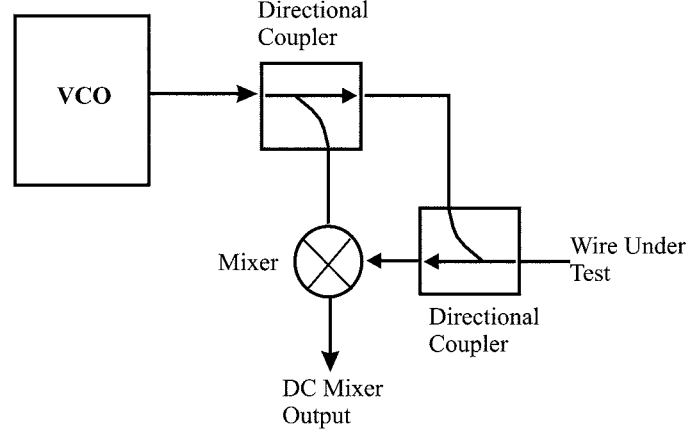 Directional
Coupler
VCO
Mixer
Wire Under
Test
Directional
Coupler
DC Mixer
Output